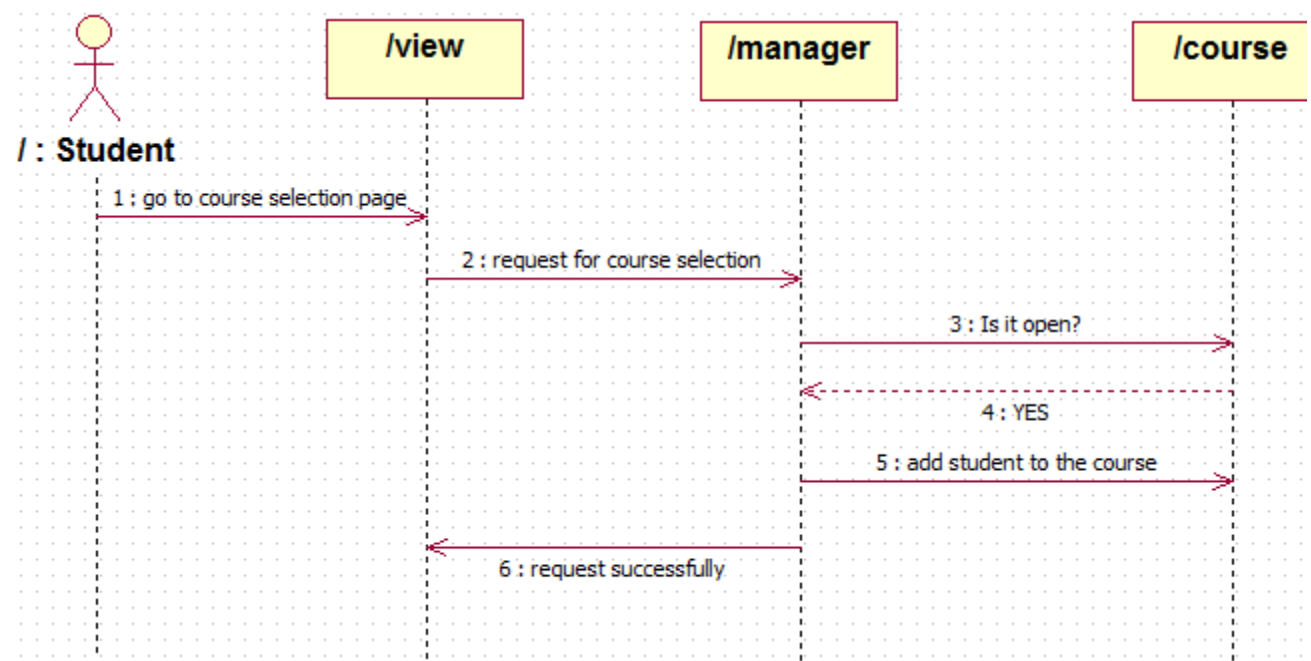 /view
/manager
/course
/ : Student
1 : go to course selection page
2 : request for course selection
3 : Is it open?
4 : YES
5 : add student to the course
6 : request successfully